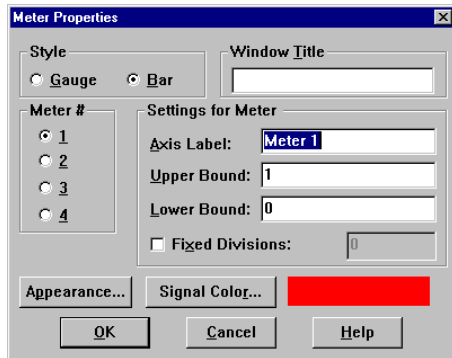 Meter Properties
Style
Gauge Bar
Window Title
Meter #
1
2
3
4
Settings for Meter
Axis Label: Meter 1
Upper Bound: 1
Lower Bound: 0
Fixed Divisions: 0
Appearance... Signal Color...
OK Cancel Help